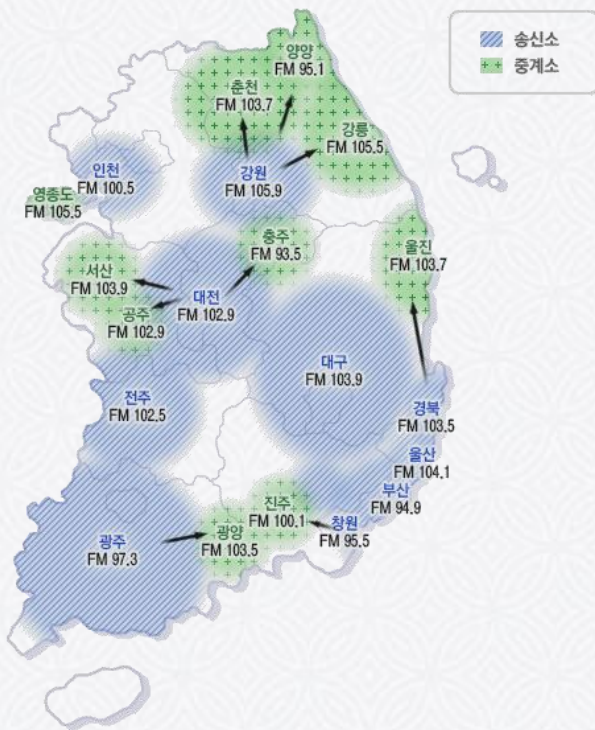 송신소
중계소
양양
FM 95.1
춘천
FM 103.7
강릉
FM 105.5
인천
FM 100.5
강원
FM 105.9
영종도
FM 105.5
충주
FM 93.5
울진
FM 103.7
서산
FM 103.9
대전
FM 102.9
공주
FM 102.9
대구
FM 103.9
전주
FM 102.5
경북
FM 103.5
울산
FM 104.1
부산
FM 94.9
진주
FM 100.1
창원
FM 95.5
광양
FM 103.5
광주
FM 97.3